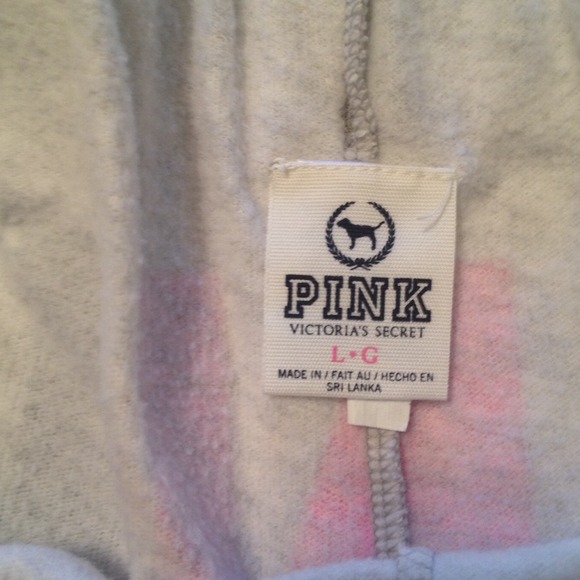 PINK
VICTORIA'S SECRET
L•G
MADE IN / FAIT AU / HECHO EN
SRI LANKA